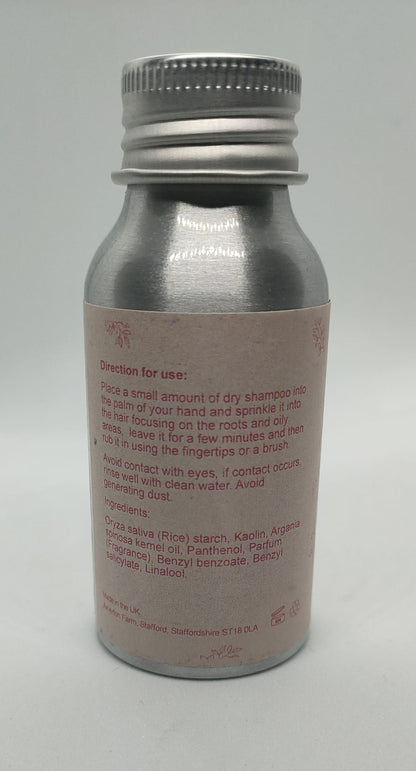 Direction for use:
Place a small amount of dry shampoo into
the palm of your hand and sprinkle it into
the hair focusing on the roots and oily
areas, leave it for a few minutes and then
rub it in using the fingertips or a brush.
Avoid contact with eyes, if contact occurs,
rinse well with clean water. Avoid
generating dust.
Ingredients:
Oryza sativa (Rice) starch, Kaolin, Argania
spinosa kernel oil, Panthenol, Parfum
(Fragrance), Benzyl benzoate, Benzyl
salicylate, Linalool.
Made in the UK,
Farm, Stafford, Staffordshire ST18 0LA